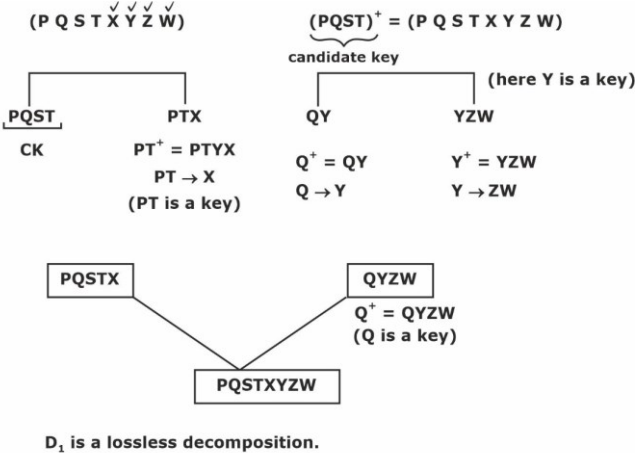 (P Q S T X Y Z W)
(PQST)+ = (P Q S T X Y Z W)
candidate key
(here Y is a key)
PQST
PTX
QY
YZW
CK
PT+ = PTYX
Q+ = QY
Y+ = YZW
PT → X
Q → Y
Y → ZW
(PT is a key)
PQSTX
QYZW
Q+ = QYZW
(Q is a key)
PQSTXYZW
D1 is a lossless decomposition.